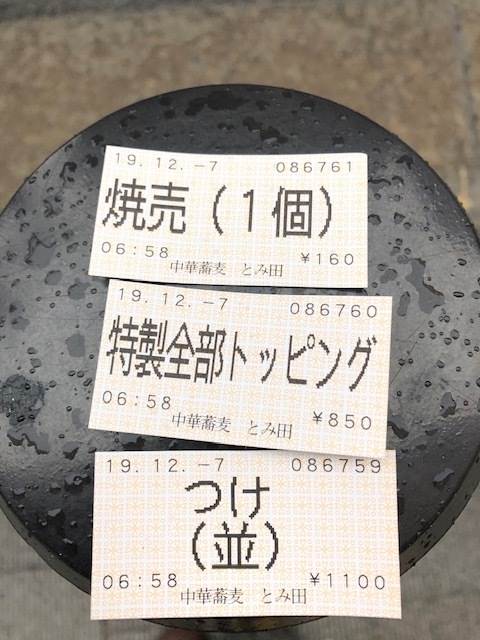 19.12.-7 086761
焼売(1個)
06:58 ¥160
中華蕎麦 とみ田
19.12.-7 086760
特製全部トッピング
06:58 ¥850
中華蕎麦 とみ田
19.12.-7 086759
つけ
(並)
06:58 ¥1100
中華蕎麦 とみ田